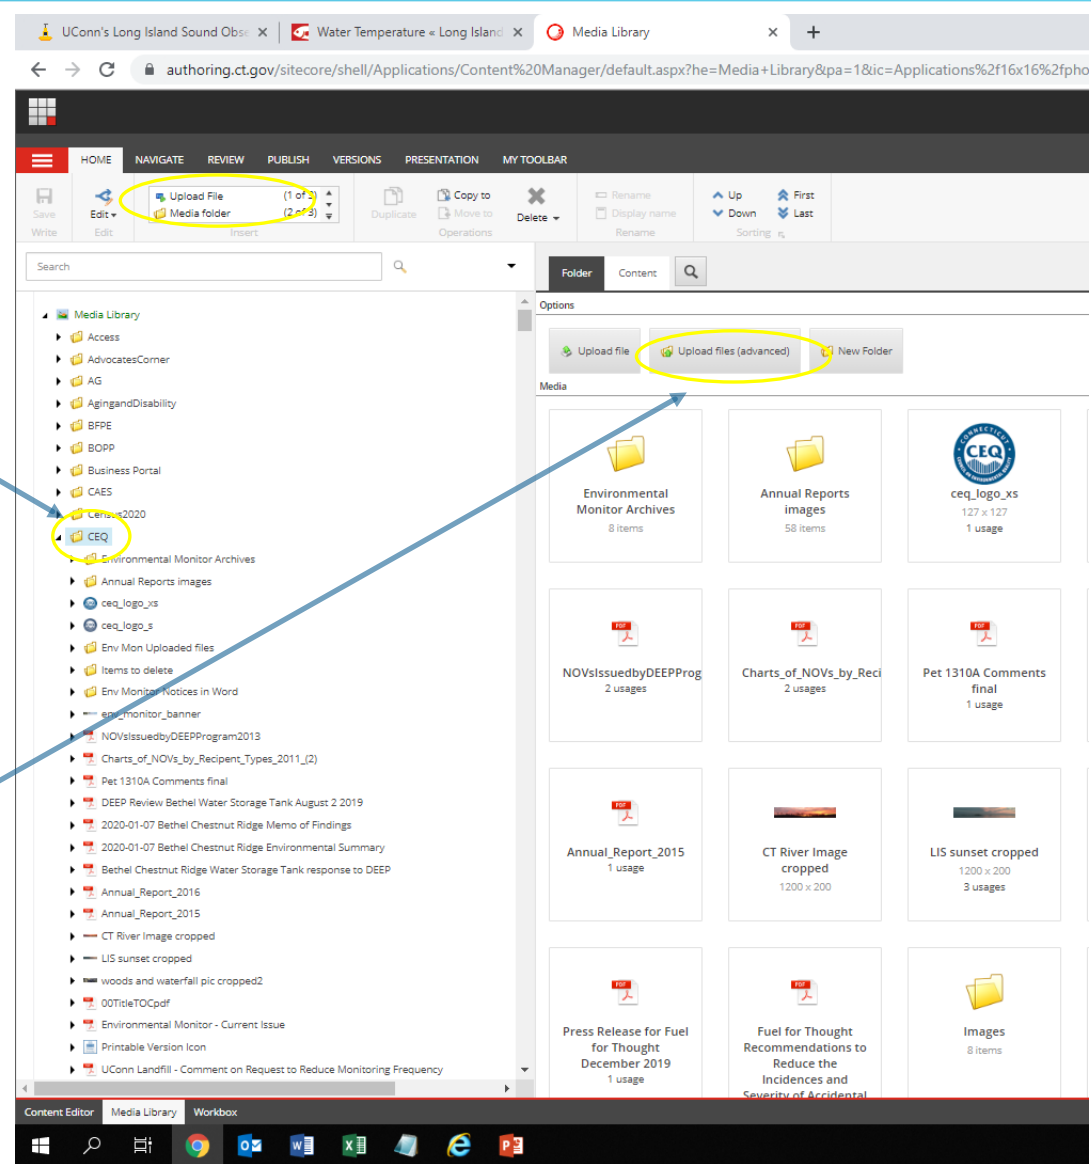 UConn's Long Island Sound Obse
Water Temperature « Long Island
Media Library
authoring.ct.gov/sitecore/shell/Applications/Content%20Manager/default.aspx?he=Media+Library&pa=1&ic=Applications%2f16x16%2fpho
HOME NAVIGATE REVIEW PUBLISH VERSIONS PRESENTATION MY TOOLBAR
Save
Write
Edit
Edit
Upload File (1 of 3)
Media folder (2 of 3)
Insert
Duplicate
Copy to
Move to
Delete
Operations
Rename
Display name
Rename
Up First
Down Last
Sorting
Search
Folder Content
Media Library
Access
AdvocatesCorner
AG
AgingandDisability
BFPE
BOPP
Business Portal
CAES
Census2020
CEQ
Environmental Monitor Archives
Annual Reports images
ceq_logo_xs
ceq_logo_s
Env Mon Uploaded files
Items to delete
Env Monitor Notices in Word
env_monitor_banner
NOVsIssuedbyDEEPProgram2013
Charts_of_NOVs_by_Recipent_Types_2011_(2)
Pet 1310A Comments final
DEEP Review Bethel Water Storage Tank August 2 2019
2020-01-07 Bethel Chestnut Ridge Memo of Findings
2020-01-07 Bethel Chestnut Ridge Environmental Summary
Bethel Chestnut Ridge Water Storage Tank response to DEEP
Annual_Report_2016
Annual_Report_2015
CT River Image cropped
LIS sunset cropped
woods and waterfall pic cropped2
00TitleTOCpdf
Environmental Monitor - Current Issue
Printable Version Icon
UConn Landfill - Comment on Request to Reduce Monitoring Frequency
Options
Upload file Upload files (advanced) New Folder
Media
Environmental
Monitor Archives
8 items
Annual Reports
images
58 items
CONNECTICUT
CEQ
ceq_logo_xs
127 x 127
1 usage
PDF
NOVsIssuedbyDEEPProg
2 usages
PDF
Charts_of_NOVs_by_Reci
2 usages
PDF
Pet 1310A Comments
final
1 usage
PDF
Annual_Report_2015
1 usage
CT River Image
cropped
1200 x 200
LIS sunset cropped
1200 x 200
3 usages
PDF
Press Release for Fuel
for Thought
December 2019
1 usage
PDF
Fuel for Thought
Recommendations to
Reduce the
Incidences and
Severity of Accidental
Images
8 items
Content Editor Media Library Workbox